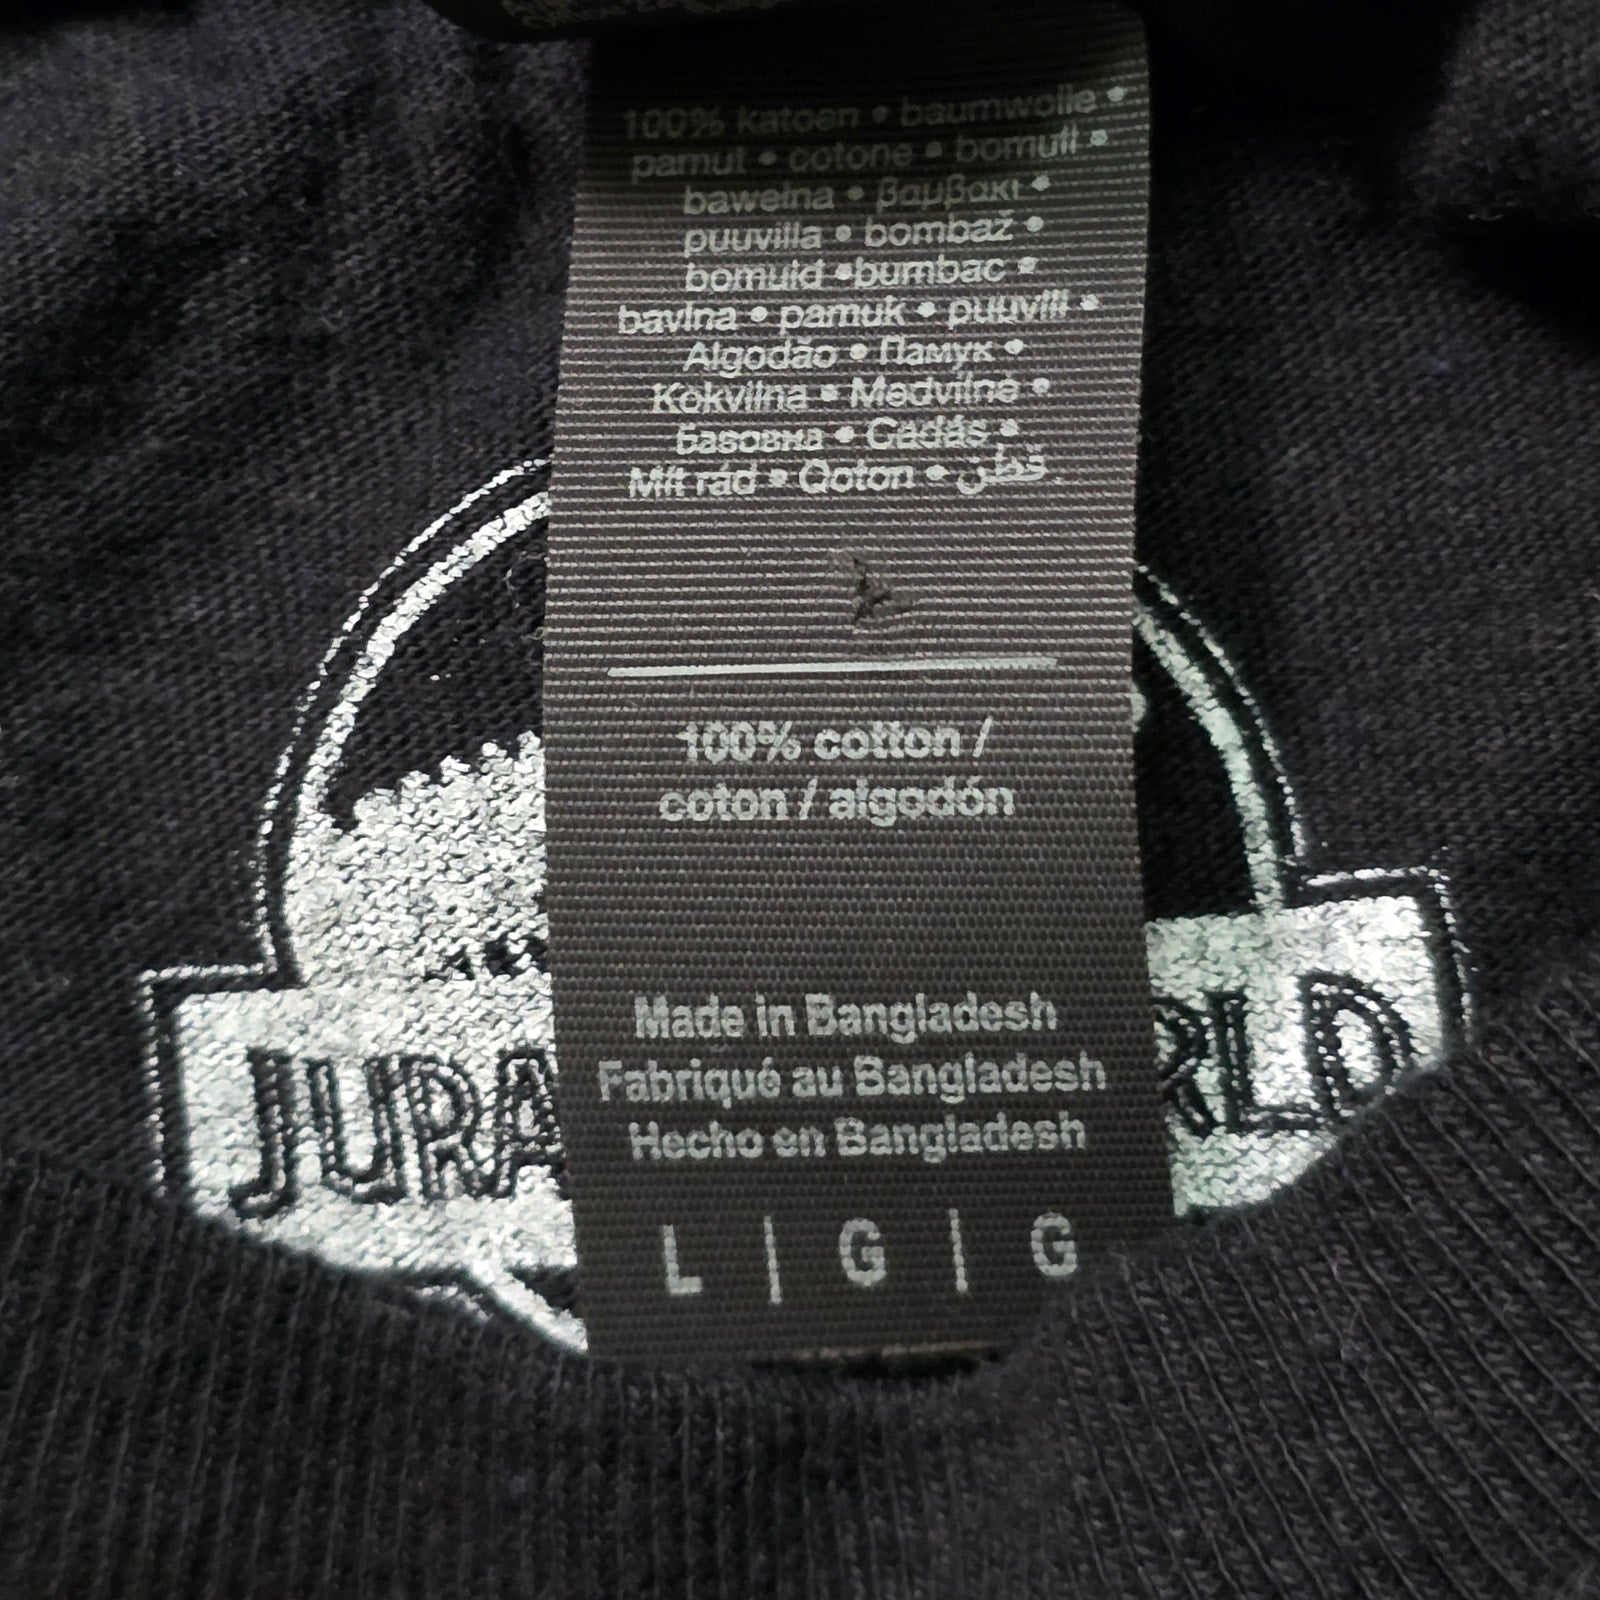 100% katoen • baumwolle •
pamut • cotone • bomull •
bawełna • βαμβακι •
puuvilla • bombaž •
bomuld • bumbac •
bavlna • pamuk • puuvill •
Algodão • Памук •
Kokvilna • Medvilnė •
Бавовна • Cadás •
Mít rád • Qoton • قطن
100% cotton /
coton / algodón
Made in Bangladesh
Fabriqué au Bangladesh
Hecho en Bangladesh
L | G | G
JURA
RLD